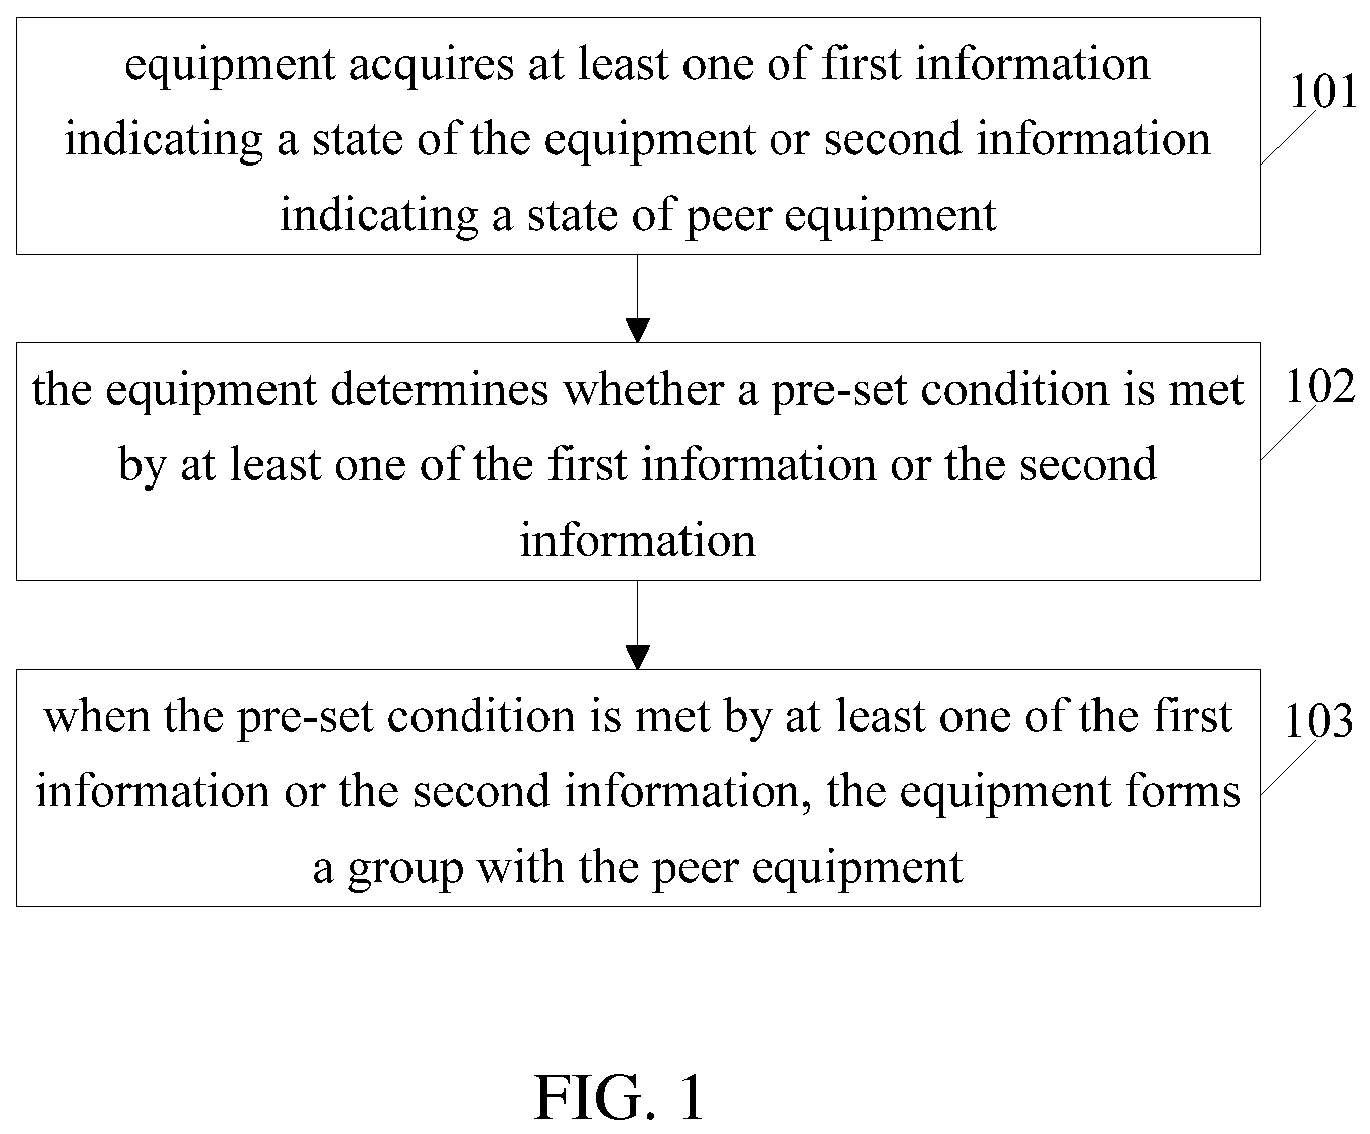 equipment acquires at least one of first information
indicating a state of the equipment or second information
indicating a state of peer equipment
101
the equipment determines whether a pre-set condition is met
by at least one of the first information or the second
information
102
when the pre-set condition is met by at least one of the first
information or the second information, the equipment forms
a group with the peer equipment
103
FIG. 1